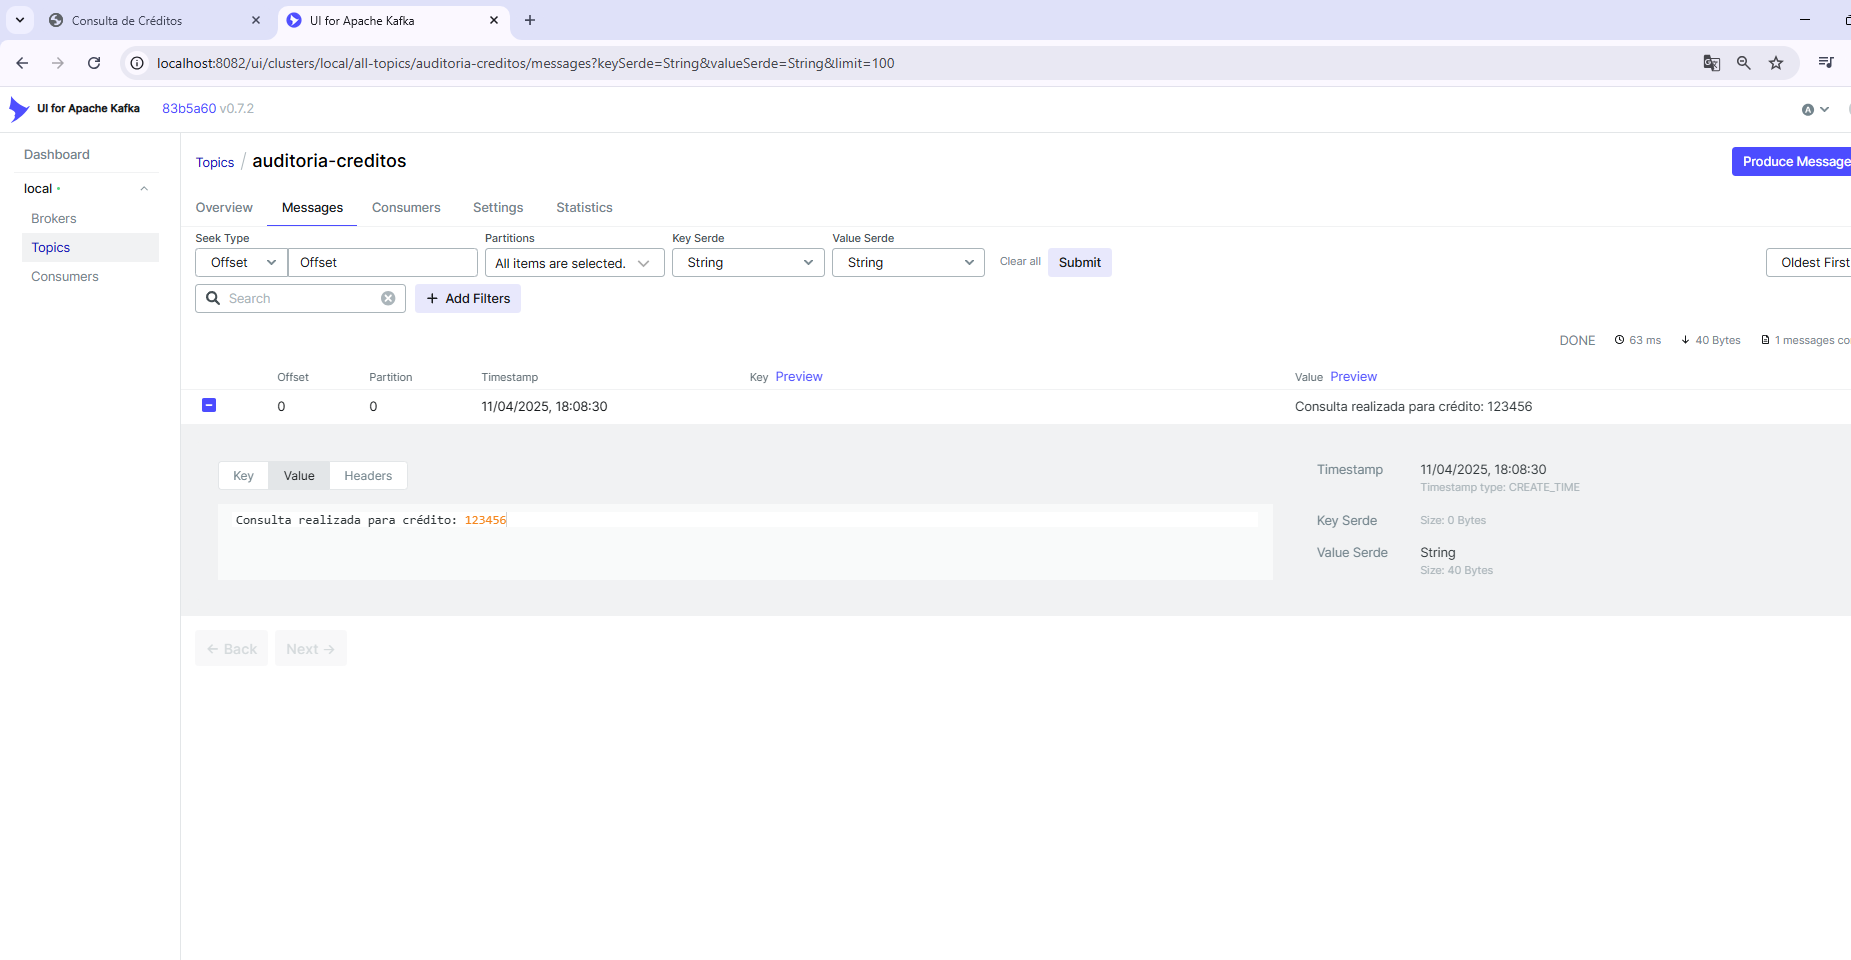 Consulta de Créditos
UI for Apache Kafka
localhost:8082/ui/clusters/local/all-topics/auditoria-creditos/messages?keySerde=String&valueSerde=String&limit=100
UI for Apache Kafka 83b5a60 v0.7.2
A
Dashboard
local
Brokers
Topics
Consumers
Topics / auditoria-creditos
Produce Message
Overview Messages Consumers Settings Statistics
Seek Type Partitions Key Serde Value Serde
Offset Offset All items are selected. String String Clear all Submit Oldest First
Search + Add Filters
DONE 63 ms 40 Bytes 1 messages co
Offset Partition Timestamp Key Preview Value Preview
0 0 11/04/2025, 18:08:30 Consulta realizada para crédito: 123456
Key Value Headers
Consulta realizada para crédito: 123456
Timestamp 11/04/2025, 18:08:30
Timestamp type: CREATE_TIME
Key Serde Size: 0 Bytes
Value Serde String
Size: 40 Bytes
← Back Next →